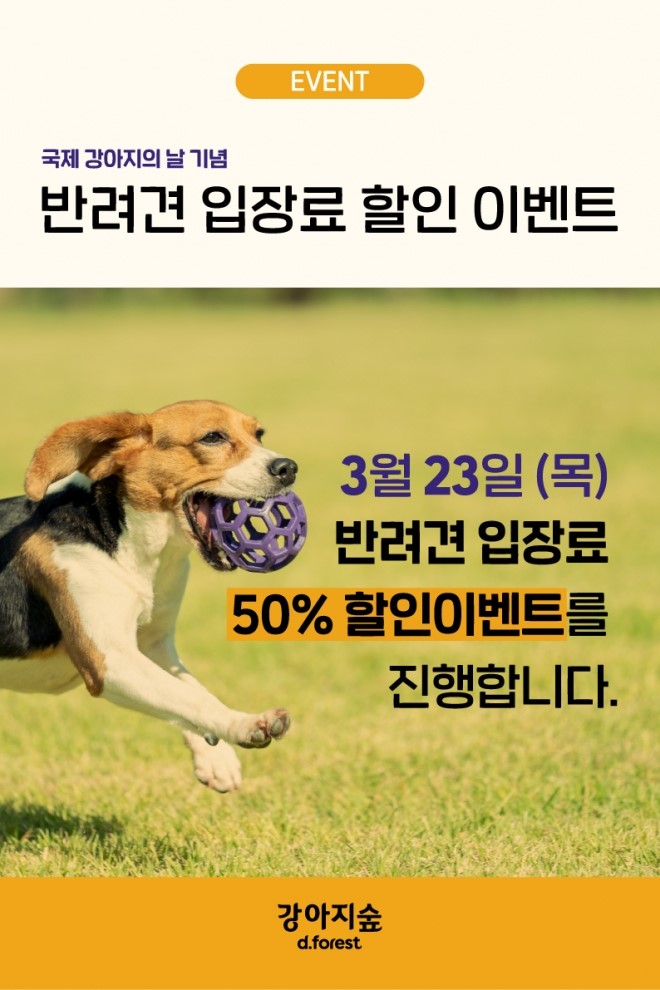 EVENT
국제 강아지의 날 기념
반려견 입장료 할인 이벤트
3월 23일 (목)
반려견 입장료
50% 할인이벤트를
진행합니다.
강아지숲
d.forest